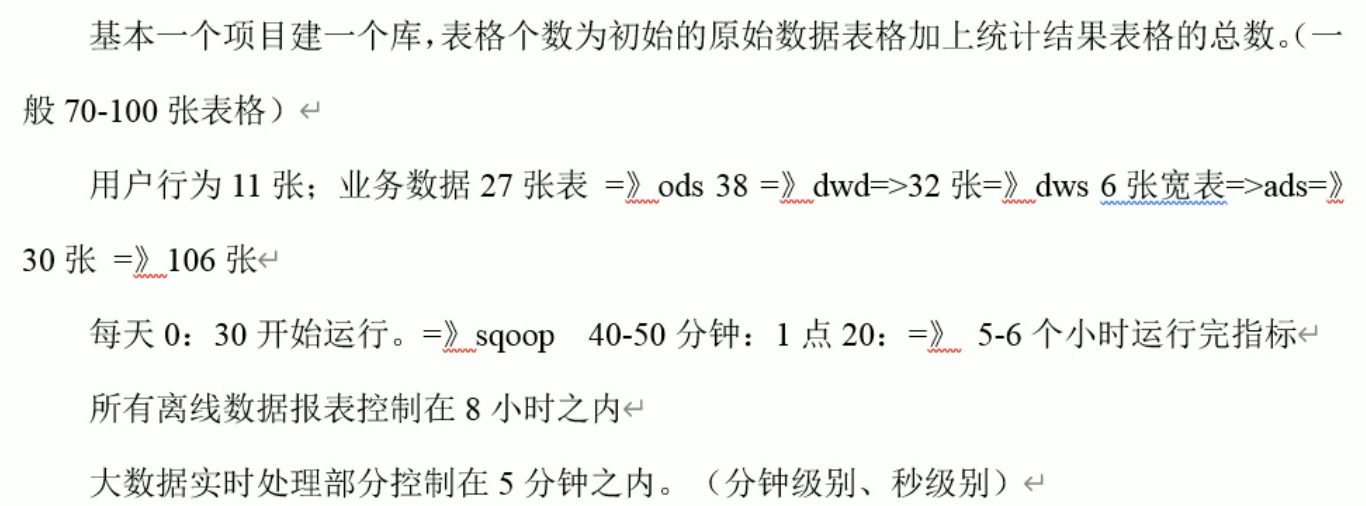 基本一个项目建一个库,表格个数为初始的原始数据表格加上统计结果表格的总数。(一
般 70-100 张表格)↵
用户行为 11 张;业务数据 27 张表 =》ods 38 =》dwd=>32 张=》dws 6 张宽表=>ads=》
30 张 =》106 张↵
每天 0:30 开始运行。=》sqoop 40-50 分钟:1 点 20:=》 5-6 个小时运行完指标↵
所有离线数据报表控制在 8 小时之内↵
大数据实时处理部分控制在 5 分钟之内。(分钟级别、秒级别)↵